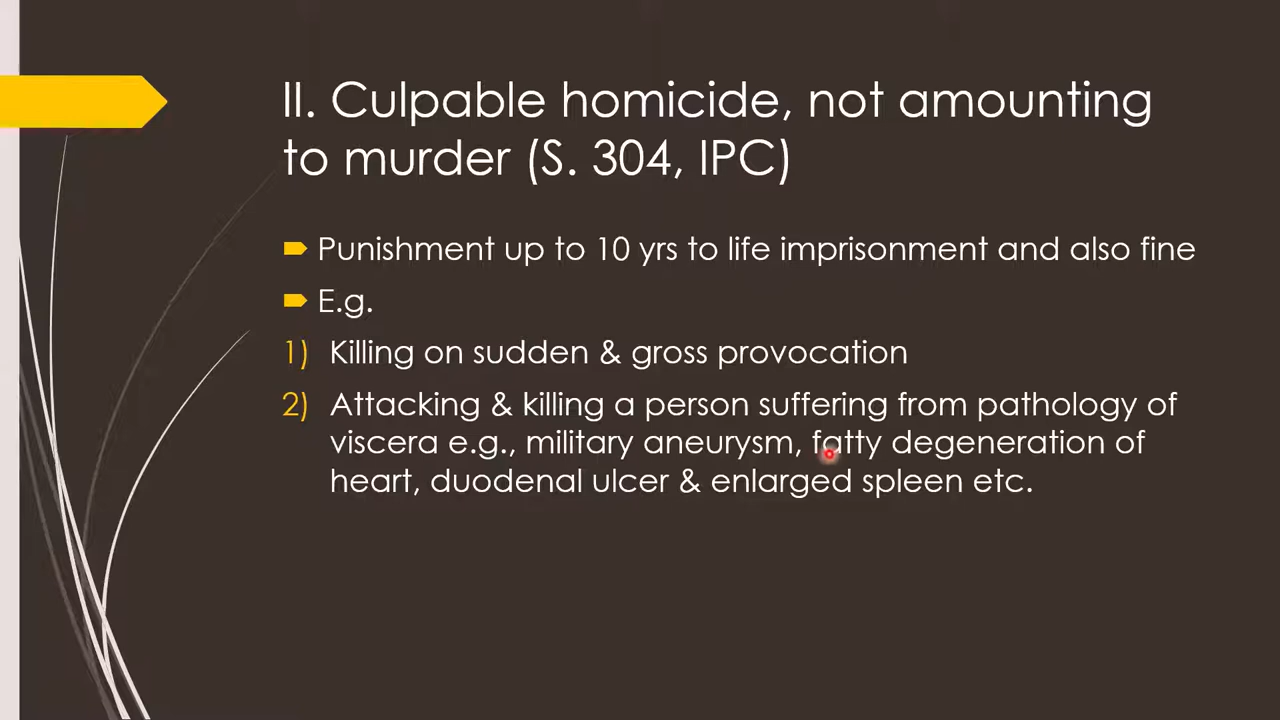 II. Culpable homicide, not amounting
to murder (S. 304, IPC)
Punishment up to 10 yrs to life imprisonment and also fine
E.g.
1) Killing on sudden & gross provocation
2) Attacking & killing a person suffering from pathology of
viscera e.g., military aneurysm, fatty degeneration of
heart, duodenal ulcer & enlarged spleen etc.